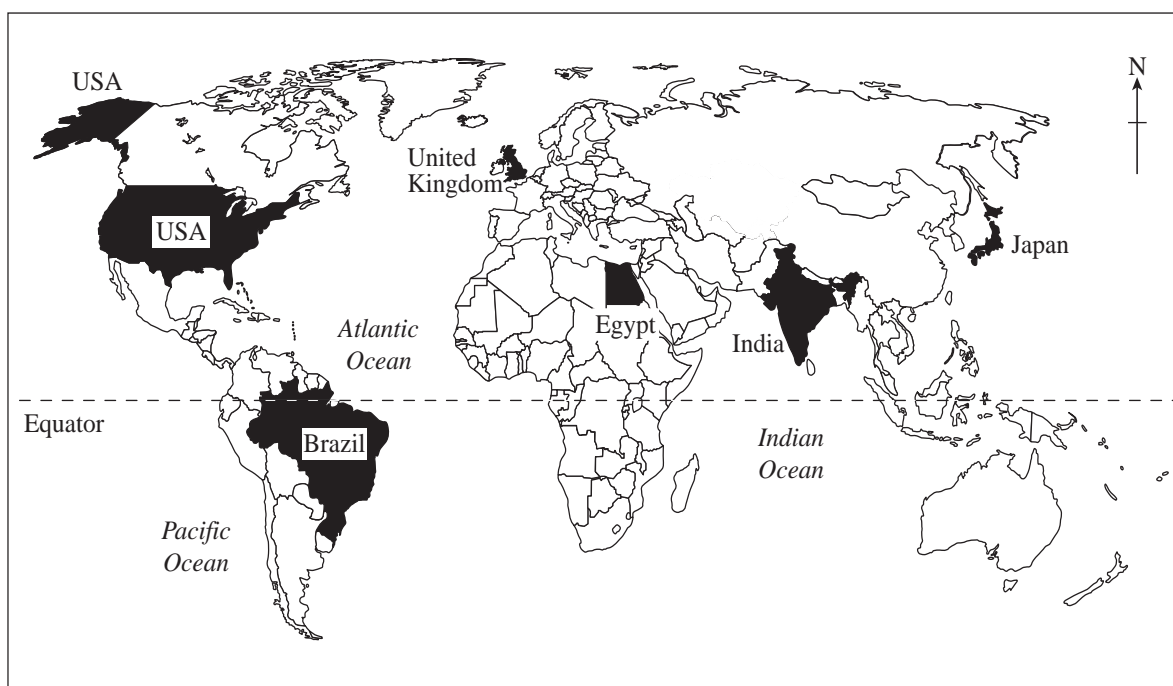 USA
N
United
Kingdom
USA
Japan
Atlantic
Ocean
Egypt
India
Equator
Brazil
Indian
Ocean
Pacific
Ocean